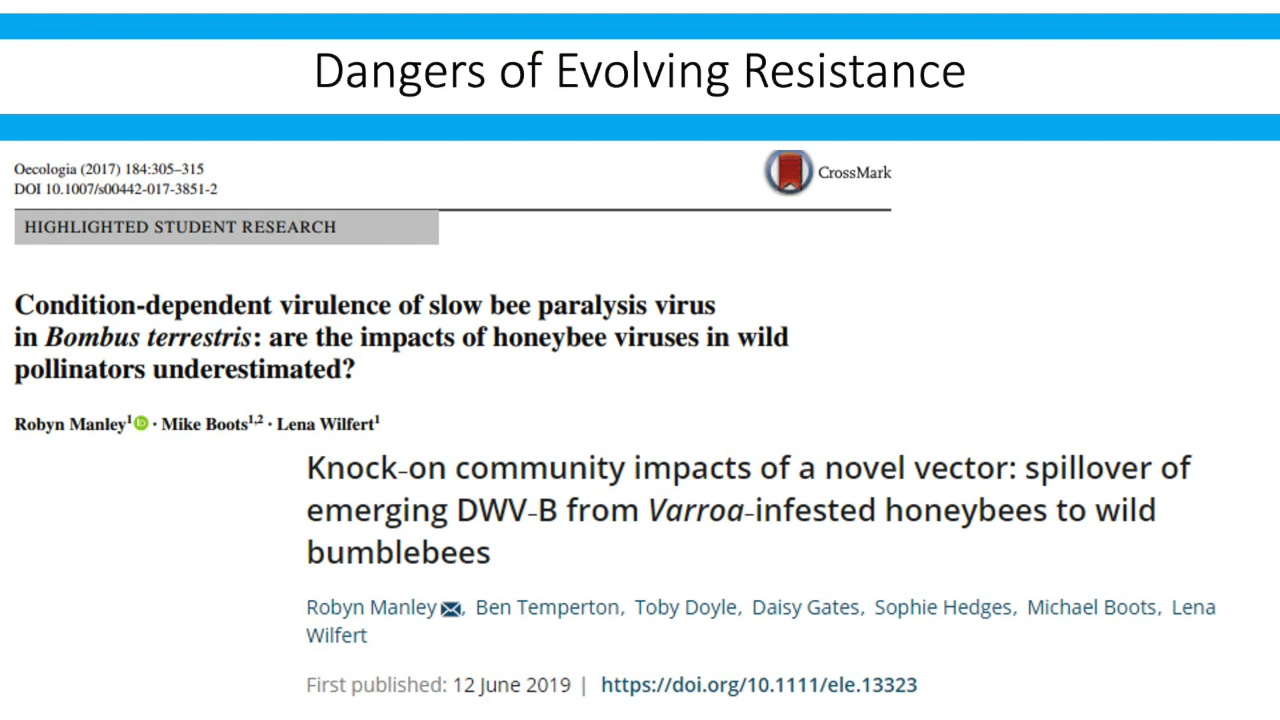 Dangers of Evolving Resistance
Oecologia (2017) 184:305–315
DOI 10.1007/s00442-017-3851-2
CrossMark
HIGHLIGHTED STUDENT RESEARCH
Condition-dependent virulence of slow bee paralysis virus
in Bombus terrestris: are the impacts of honeybee viruses in wild
pollinators underestimated?
Robyn Manley1 · Mike Boots1,2 · Lena Wilfert1
Knock-on community impacts of a novel vector: spillover of
emerging DWV-B from Varroa-infested honeybees to wild
bumblebees
Robyn Manley, Ben Temperton, Toby Doyle, Daisy Gates, Sophie Hedges, Michael Boots, Lena
Wilfert
First published: 12 June 2019 | https://doi.org/10.1111/ele.13323